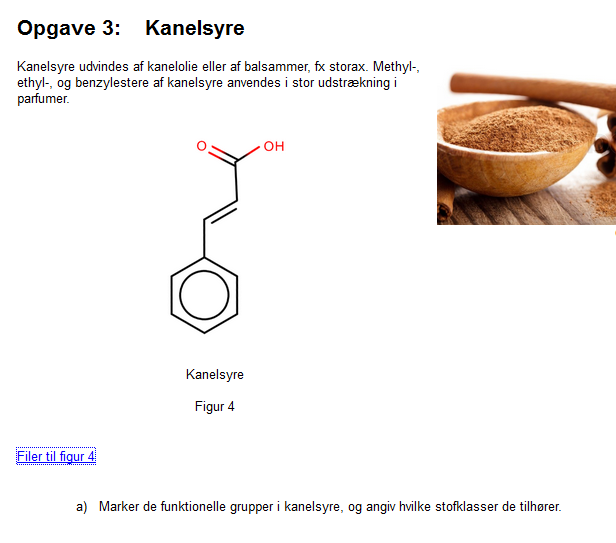 Opgave 3: Kanelsyre
Kanelsyre udvindes af kanelolie eller af balsammer, fx storax. Methyl-,
ethyl-, og benzylestere af kanelsyre anvendes i stor udstrækning i
parfumer.
O
OH
Kanelsyre
Figur 4
Filer til figur 4
a) Marker de funktionelle grupper i kanelsyre, og angiv hvilke stofklasser de tilhører.